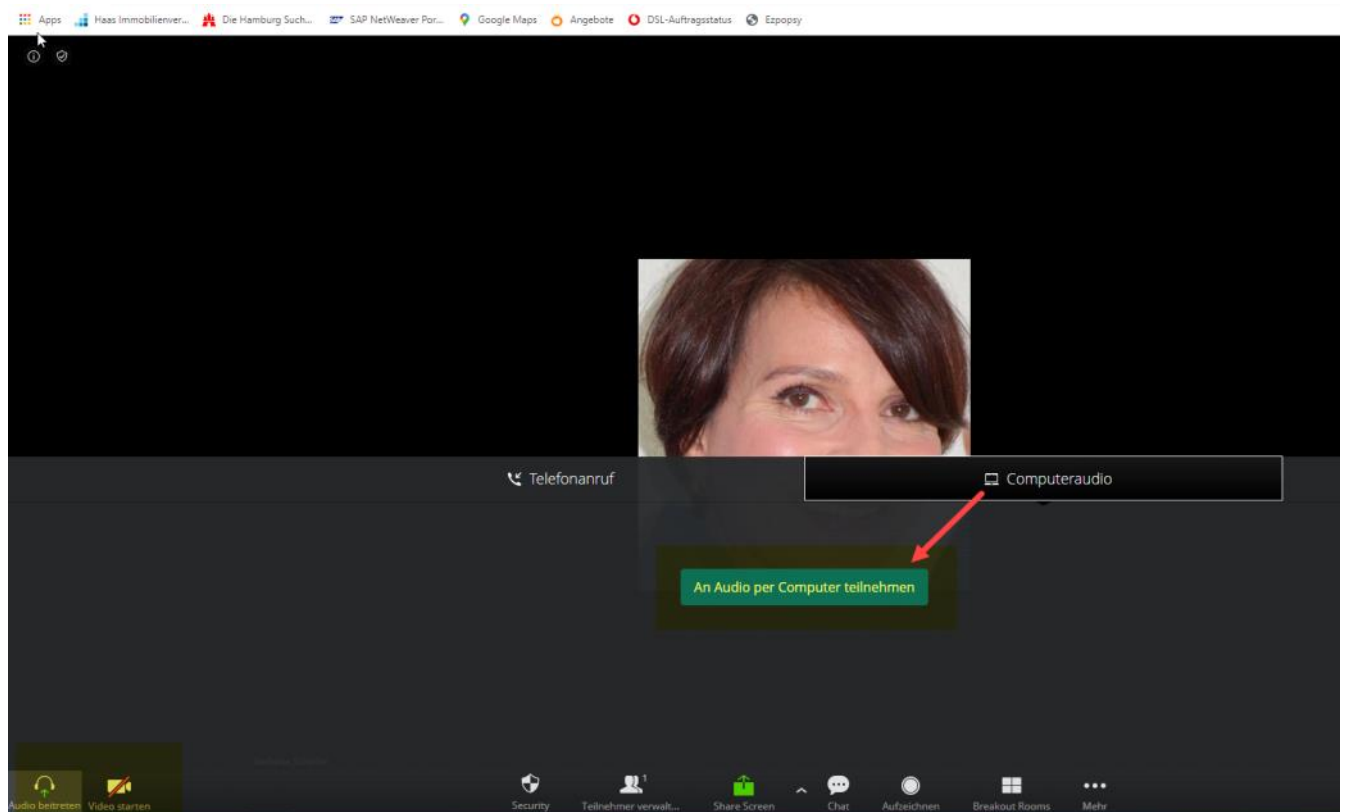 Apps Haas Immobilienver... Die Hamburg Such... SAP NetWeaver Por... Google Maps Angebote DSL-Auftragsstatus Ezpopsy
Telefonanruf Computeraudio
An Audio per Computer teilnehmen
1
Audio beitreten Video starten Security Teilnehmer verwalt... Share Screen Chat Aufzeichnen Breakout Rooms Mehr